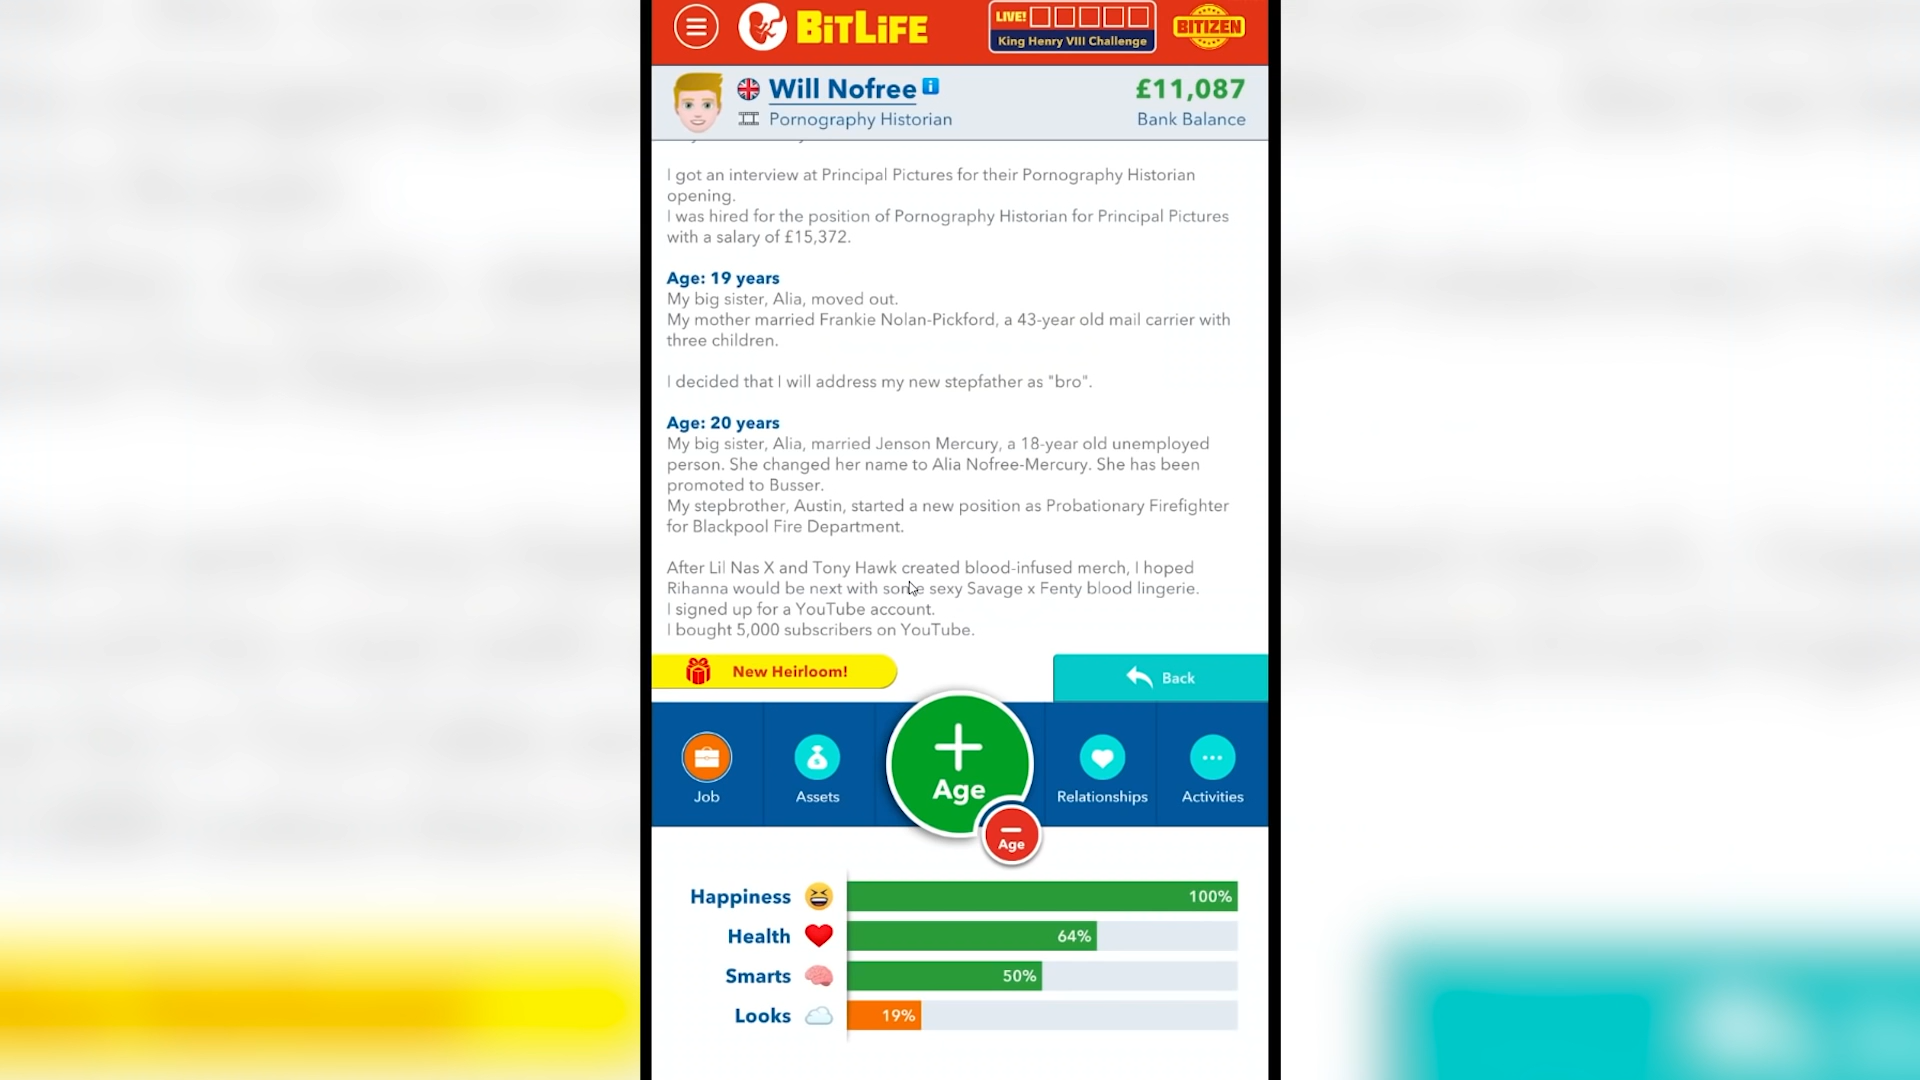 BITLIFE
LIVE!
King Henry VIII Challenge
BITIZEN
Will Nofree
£11,087
Pornography Historian
Bank Balance
I got an interview at Principal Pictures for their Pornography Historian
opening.
I was hired for the position of Pornography Historian for Principal Pictures
with a salary of £15,372.
Age: 19 years
My big sister, Alia, moved out.
My mother married Frankie Nolan-Pickford, a 43-year old mail carrier with
three children.
I decided that I will address my new stepfather as "bro".
Age: 20 years
My big sister, Alia, married Jenson Mercury, a 18-year old unemployed
person. She changed her name to Alia Nofree-Mercury. She has been
promoted to Busser.
My stepbrother, Austin, started a new position as Probationary Firefighter
for Blackpool Fire Department.
After Lil Nas X and Tony Hawk created blood-infused merch, I hoped
Rihanna would be next with some sexy Savage x Fenty blood lingerie.
I signed up for a YouTube account.
I bought 5,000 subscribers on YouTube.
New Heirloom!
Back
Job
Assets
Age
Relationships
Activities
Age
Happiness
100%
Health
64%
Smarts
50%
Looks
19%